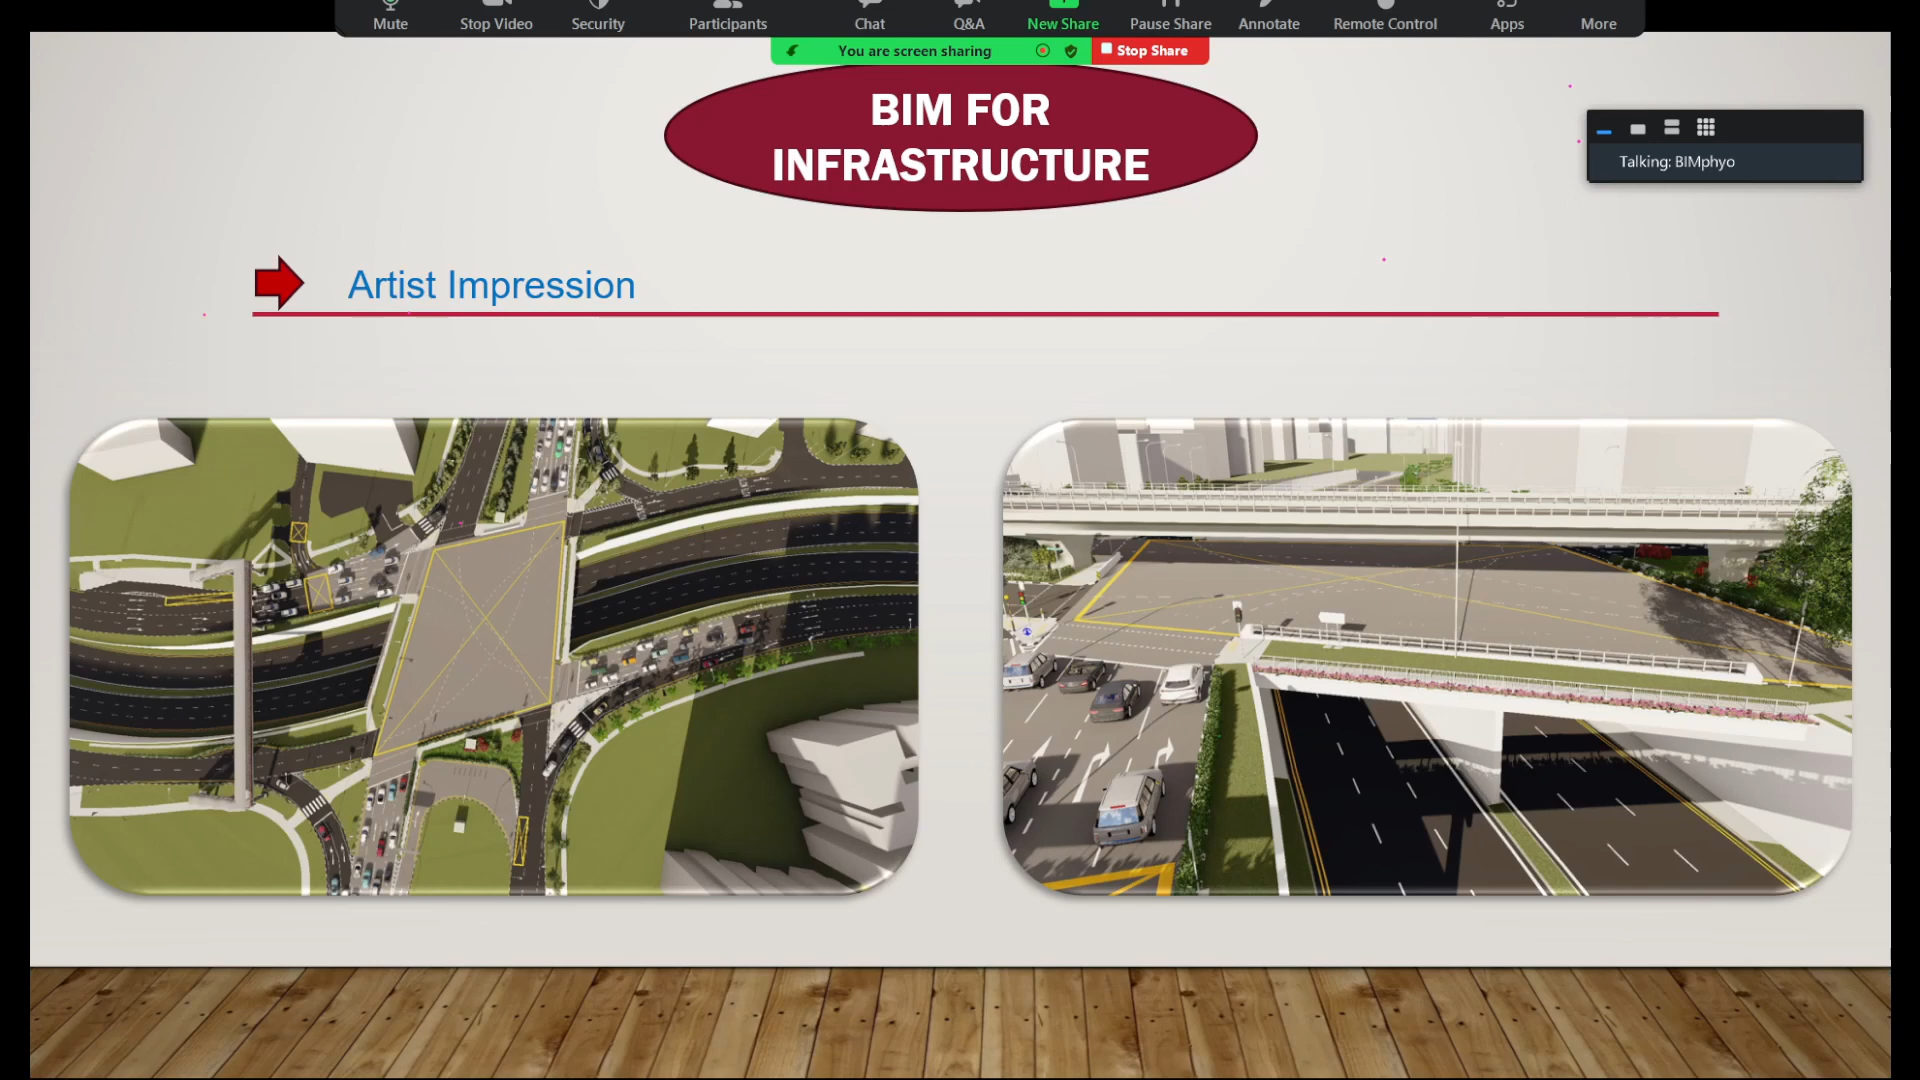 Mute
Stop Video
Security
Participants
Chat
Q&A
New Share
Pause Share
Annotate
Remote Control
Apps
More
You are screen sharing
Stop Share
BIM FOR
INFRASTRUCTURE
Talking: BIMphyo
Artist Impression